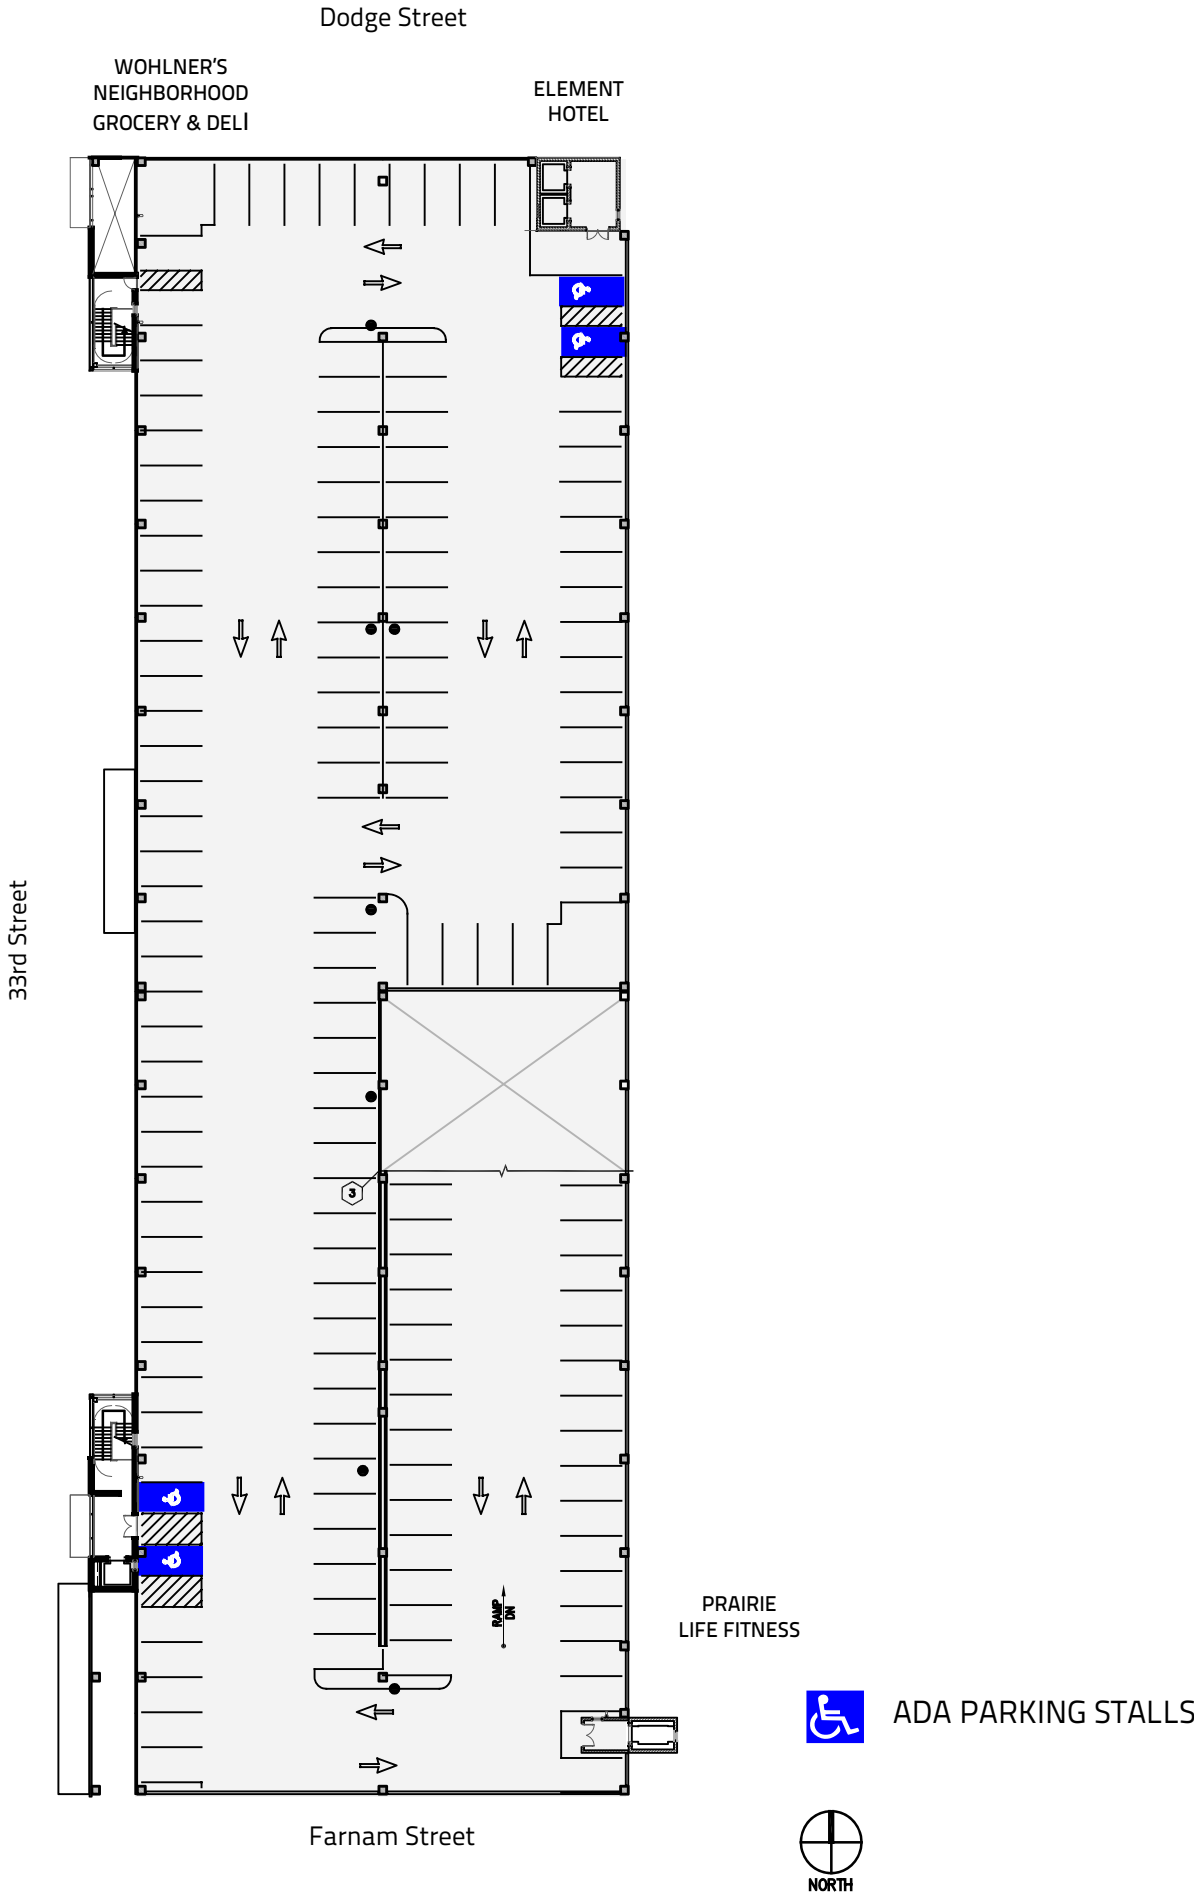 Dodge Street
WOHLNER'S
NEIGHBORHOOD
GROCERY & DELI
ELEMENT
HOTEL
33rd Street
3
RAMP
DN
PRAIRIE
LIFE FITNESS
ADA PARKING STALLS
Farnam Street
NORTH